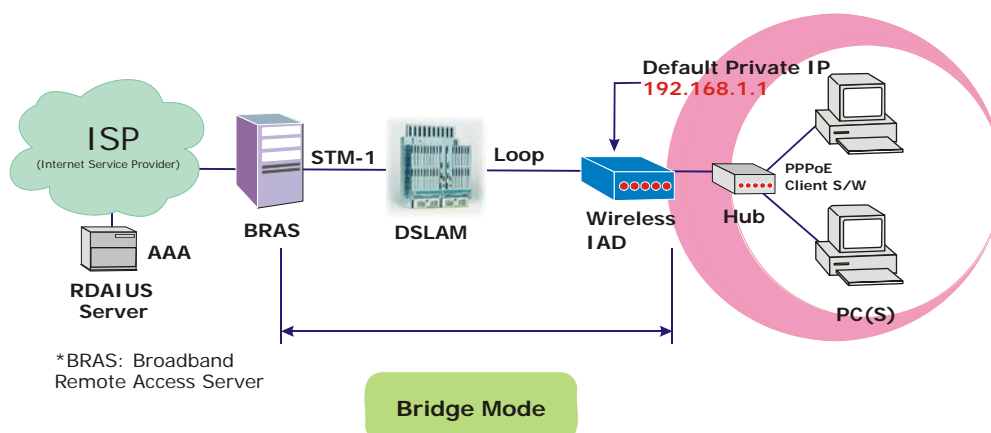 Default Private IP
192.168.1.1
ISP
(Internet Service Provider)
STM-1
Loop
PPPoE
Client S/W
BRAS
DSLAM
Wireless
IAD
Hub
AAA
RDAIUS
Server
PC(S)
*BRAS: Broadband
Remote Access Server
Bridge Mode